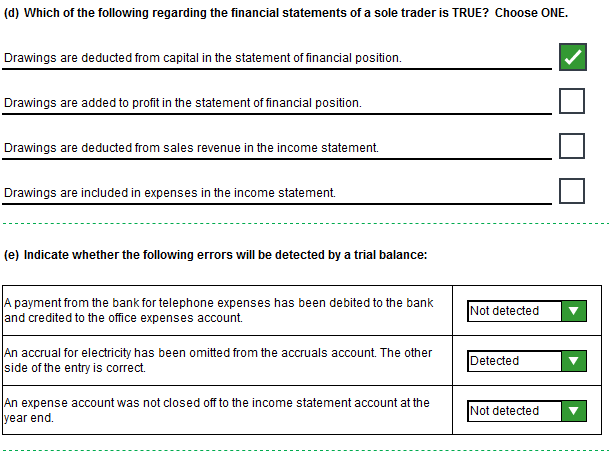 (d) Which of the following regarding the financial statements of a sole trader is TRUE? Choose ONE.
Drawings are deducted from capital in the statement of financial position.
Drawings are added to profit in the statement of financial position.
Drawings are deducted from sales revenue in the income statement.
Drawings are included in expenses in the income statement.
(e) Indicate whether the following errors will be detected by a trial balance:
A payment from the bank for telephone expenses has been debited to the bank
and credited to the office expenses account.
Not detected
An accrual for electricity has been omitted from the accruals account. The other
side of the entry is correct.
Detected
An expense account was not closed off to the income statement account at the
year end.
Not detected